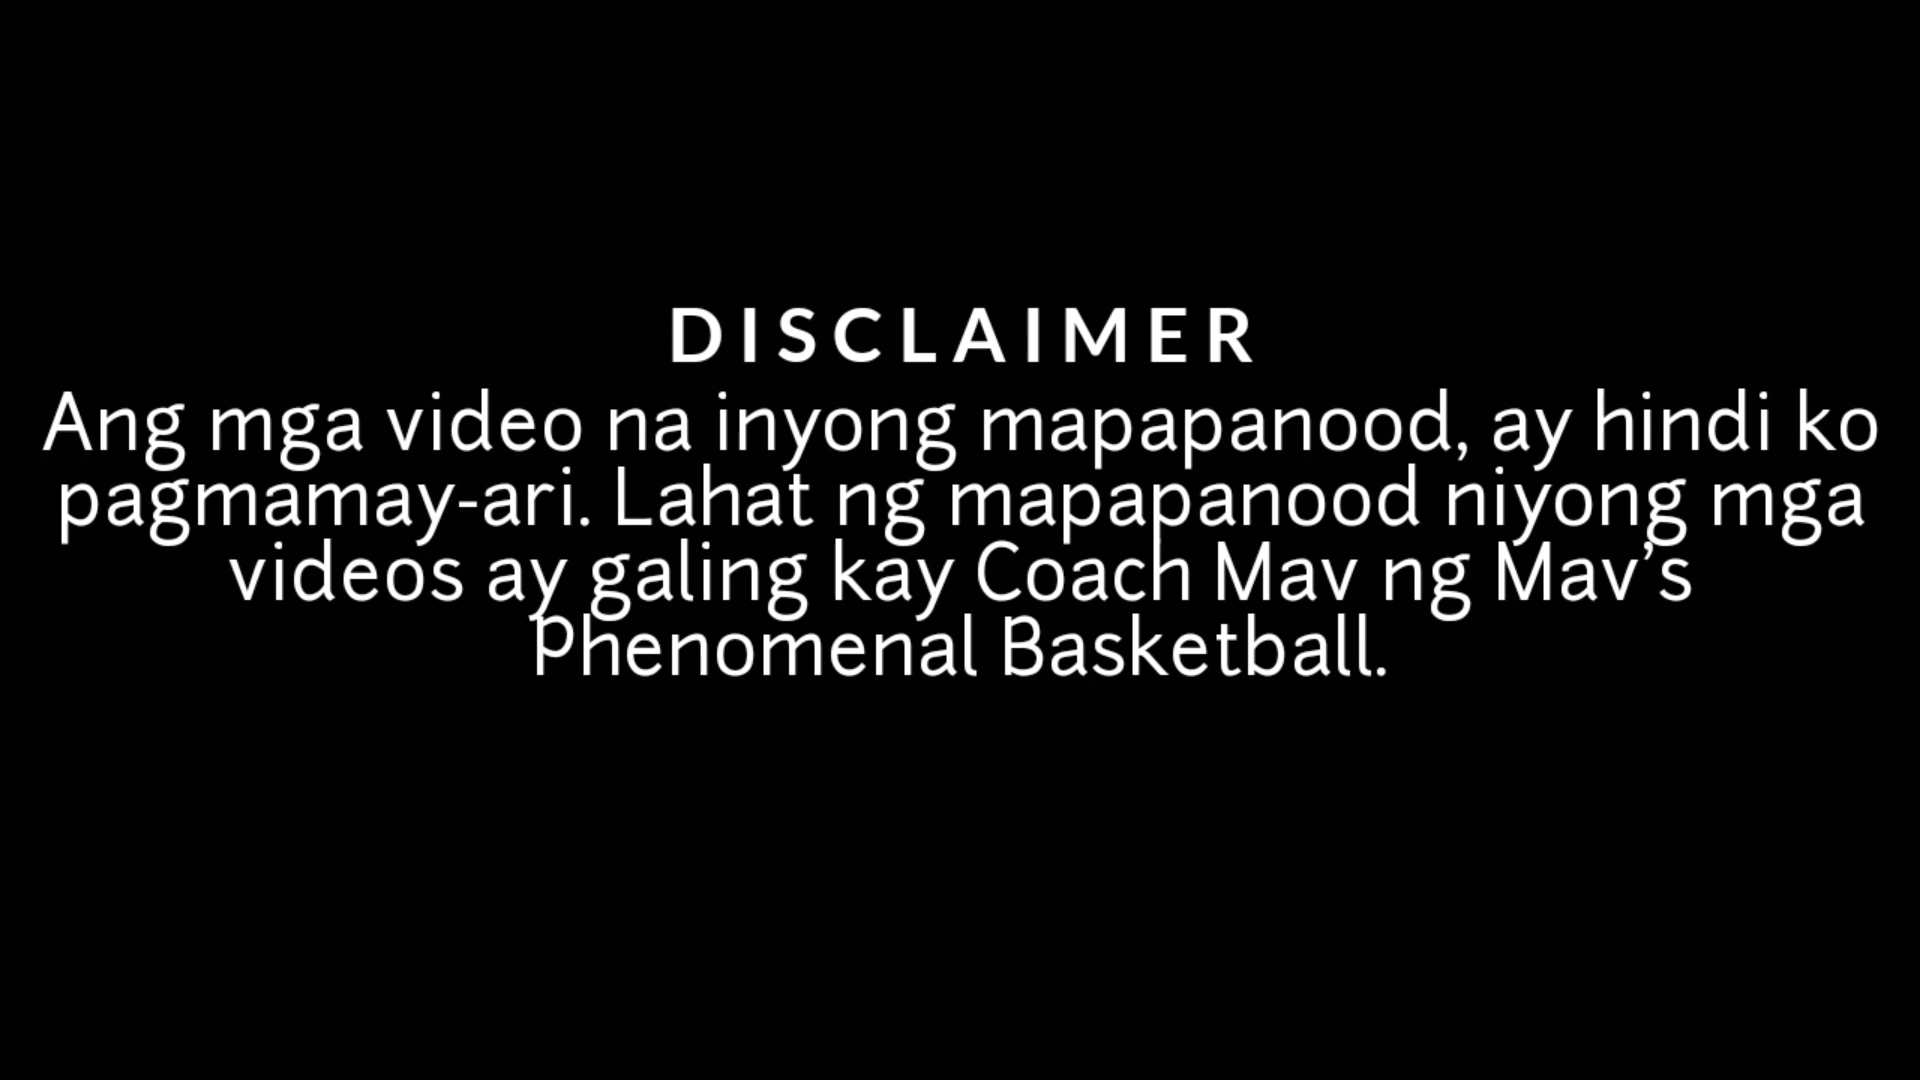 DISCLAIMER
Ang mga video na inyong mapapanood, ay hindi ko
pagmamay-ari. Lahat ng mapapanood niyong mga
videos ay galing kay Coach Mav ng Mav’s
Phenomenal Basketball.